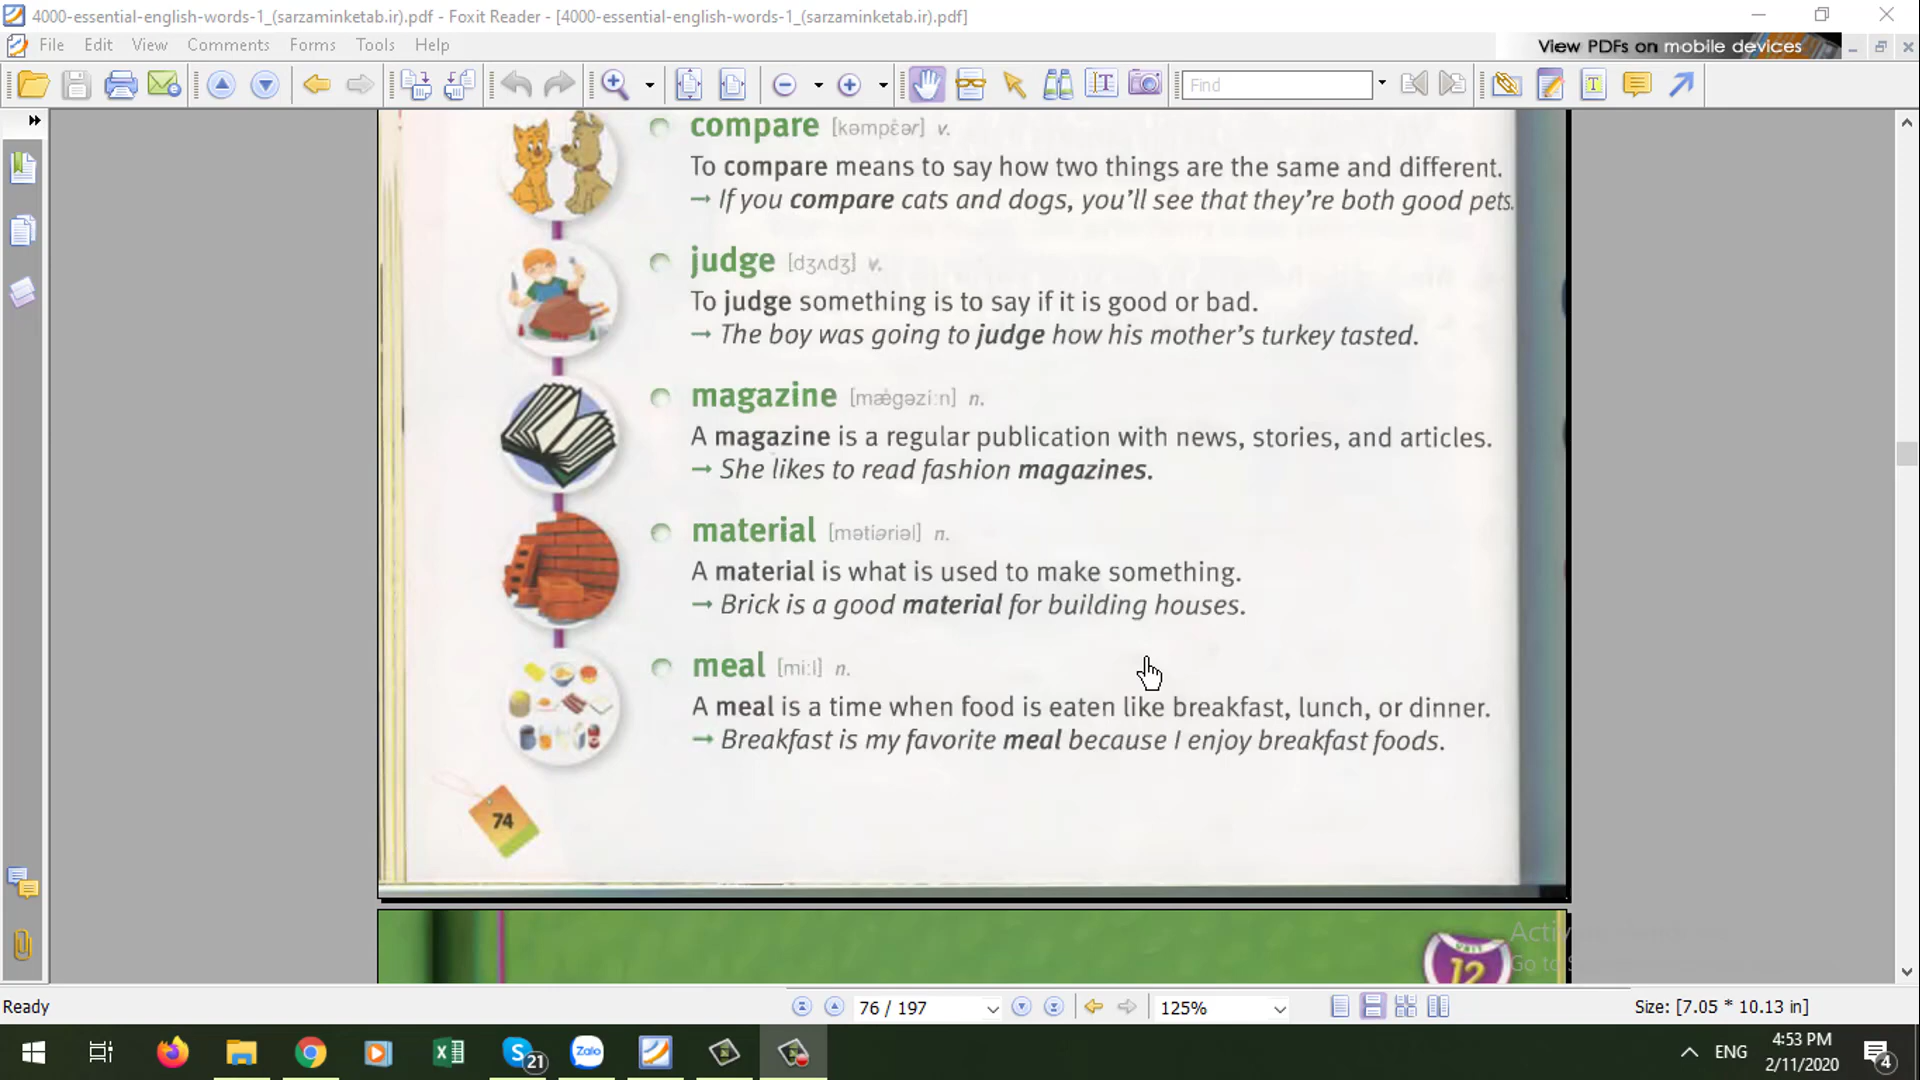 4000-essential-english-words-1_(sarzaminketab.ir).pdf - Foxit Reader - [4000-essential-english-words-1_(sarzaminketab.ir).pdf]
File Edit View Comments Forms Tools Help
View PDFs on mobile devices
Find
compare [kəmpɛ́ər] v.
To compare means to say how two things are the same and different.
→ If you compare cats and dogs, you'll see that they're both good pets.
judge [dʒʌdʒ] v.
To judge something is to say if it is good or bad.
→ The boy was going to judge how his mother's turkey tasted.
magazine [mæ̀gəzíːn] n.
A magazine is a regular publication with news, stories, and articles.
→ She likes to read fashion magazines.
material [mətiəriəl] n.
A material is what is used to make something.
→ Brick is a good material for building houses.
meal [miːl] n.
A meal is a time when food is eaten like breakfast, lunch, or dinner.
→ Breakfast is my favorite meal because I enjoy breakfast foods.
74
UNIT
12
Go to
Ready
76 / 197
125%
Size: [7.05 * 10.13 in]
21
Zalo
ENG
4:53 PM
2/11/2020
4